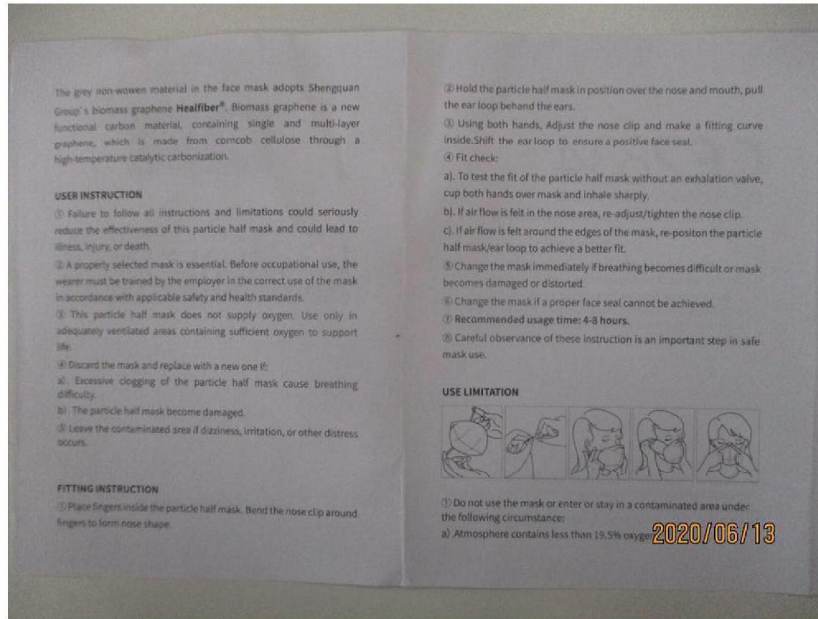 The grey non-wowen material in the face mask adopts Shengquan
Group's biomass graphene Healfiber®. Biomass graphene is a new
functional carbon material, containing single and multi-layer
graphene, which is made from corncob cellulose through a
high-temperature catalytic carbonization.
USER INSTRUCTION
① Failure to follow all instructions and limitations could seriously
reduce the effectiveness of this particle half mask and could lead to
illness, injury, or death.
② A properly selected mask is essential. Before occupational use, the
wearer must be trained by the employer in the correct use of the mask
in accordance with applicable safety and health standards.
③ This particle half mask does not supply oxygen. Use only in
adequately ventilated areas containing sufficient oxygen to support
life.
④ Discard the mask and replace with a new one if:
a) . Excessive clogging of the particle half mask cause breathing
difficulty.
b) . The particle half mask become damaged.
⑤ Leave the contaminated area if dizziness, irritation, or other distress
occurs.
FITTING INSTRUCTION
① Place fingers inside the particle half mask. Bend the nose clip around
fingers to form nose shape.
② Hold the particle half mask in position over the nose and mouth, pull
the ear loop behand the ears.
③ Using both hands, Adjust the nose clip and make a fitting curve
inside.Shift the ear loop to ensure a positive face seal.
④ Fit check:
a). To test the fit of the particle half mask without an exhalation valve,
cup both hands over mask and inhale sharply.
b). If air flow is felt in the nose area, re-adjust/tighten the nose clip.
c). If air flow is felt around the edges of the mask, re-positon the particle
half mask/ear loop to achieve a better fit.
⑤ Change the mask immediately if breathing becomes difficult or mask
becomes damaged or distorted.
⑥ Change the mask if a proper face seal cannot be achieved.
⑦ Recommended usage time: 4-8 hours.
⑧ Careful observance of these instruction is an important step in safe
mask use.
USE LIMITATION
① Do not use the mask or enter or stay in a contaminated area under
the following circumstance:
a) .Atmosphere contains less than 19.5% oxyge
2020/06/13